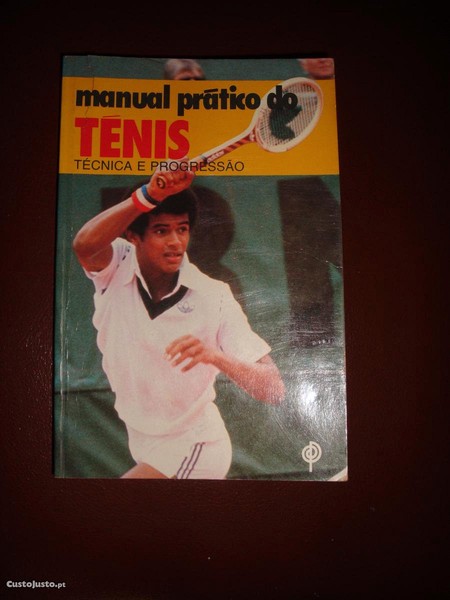 manual prático do
TÉNIS
TÉCNICA E PROGRESSÃO
CustoJusto.pt